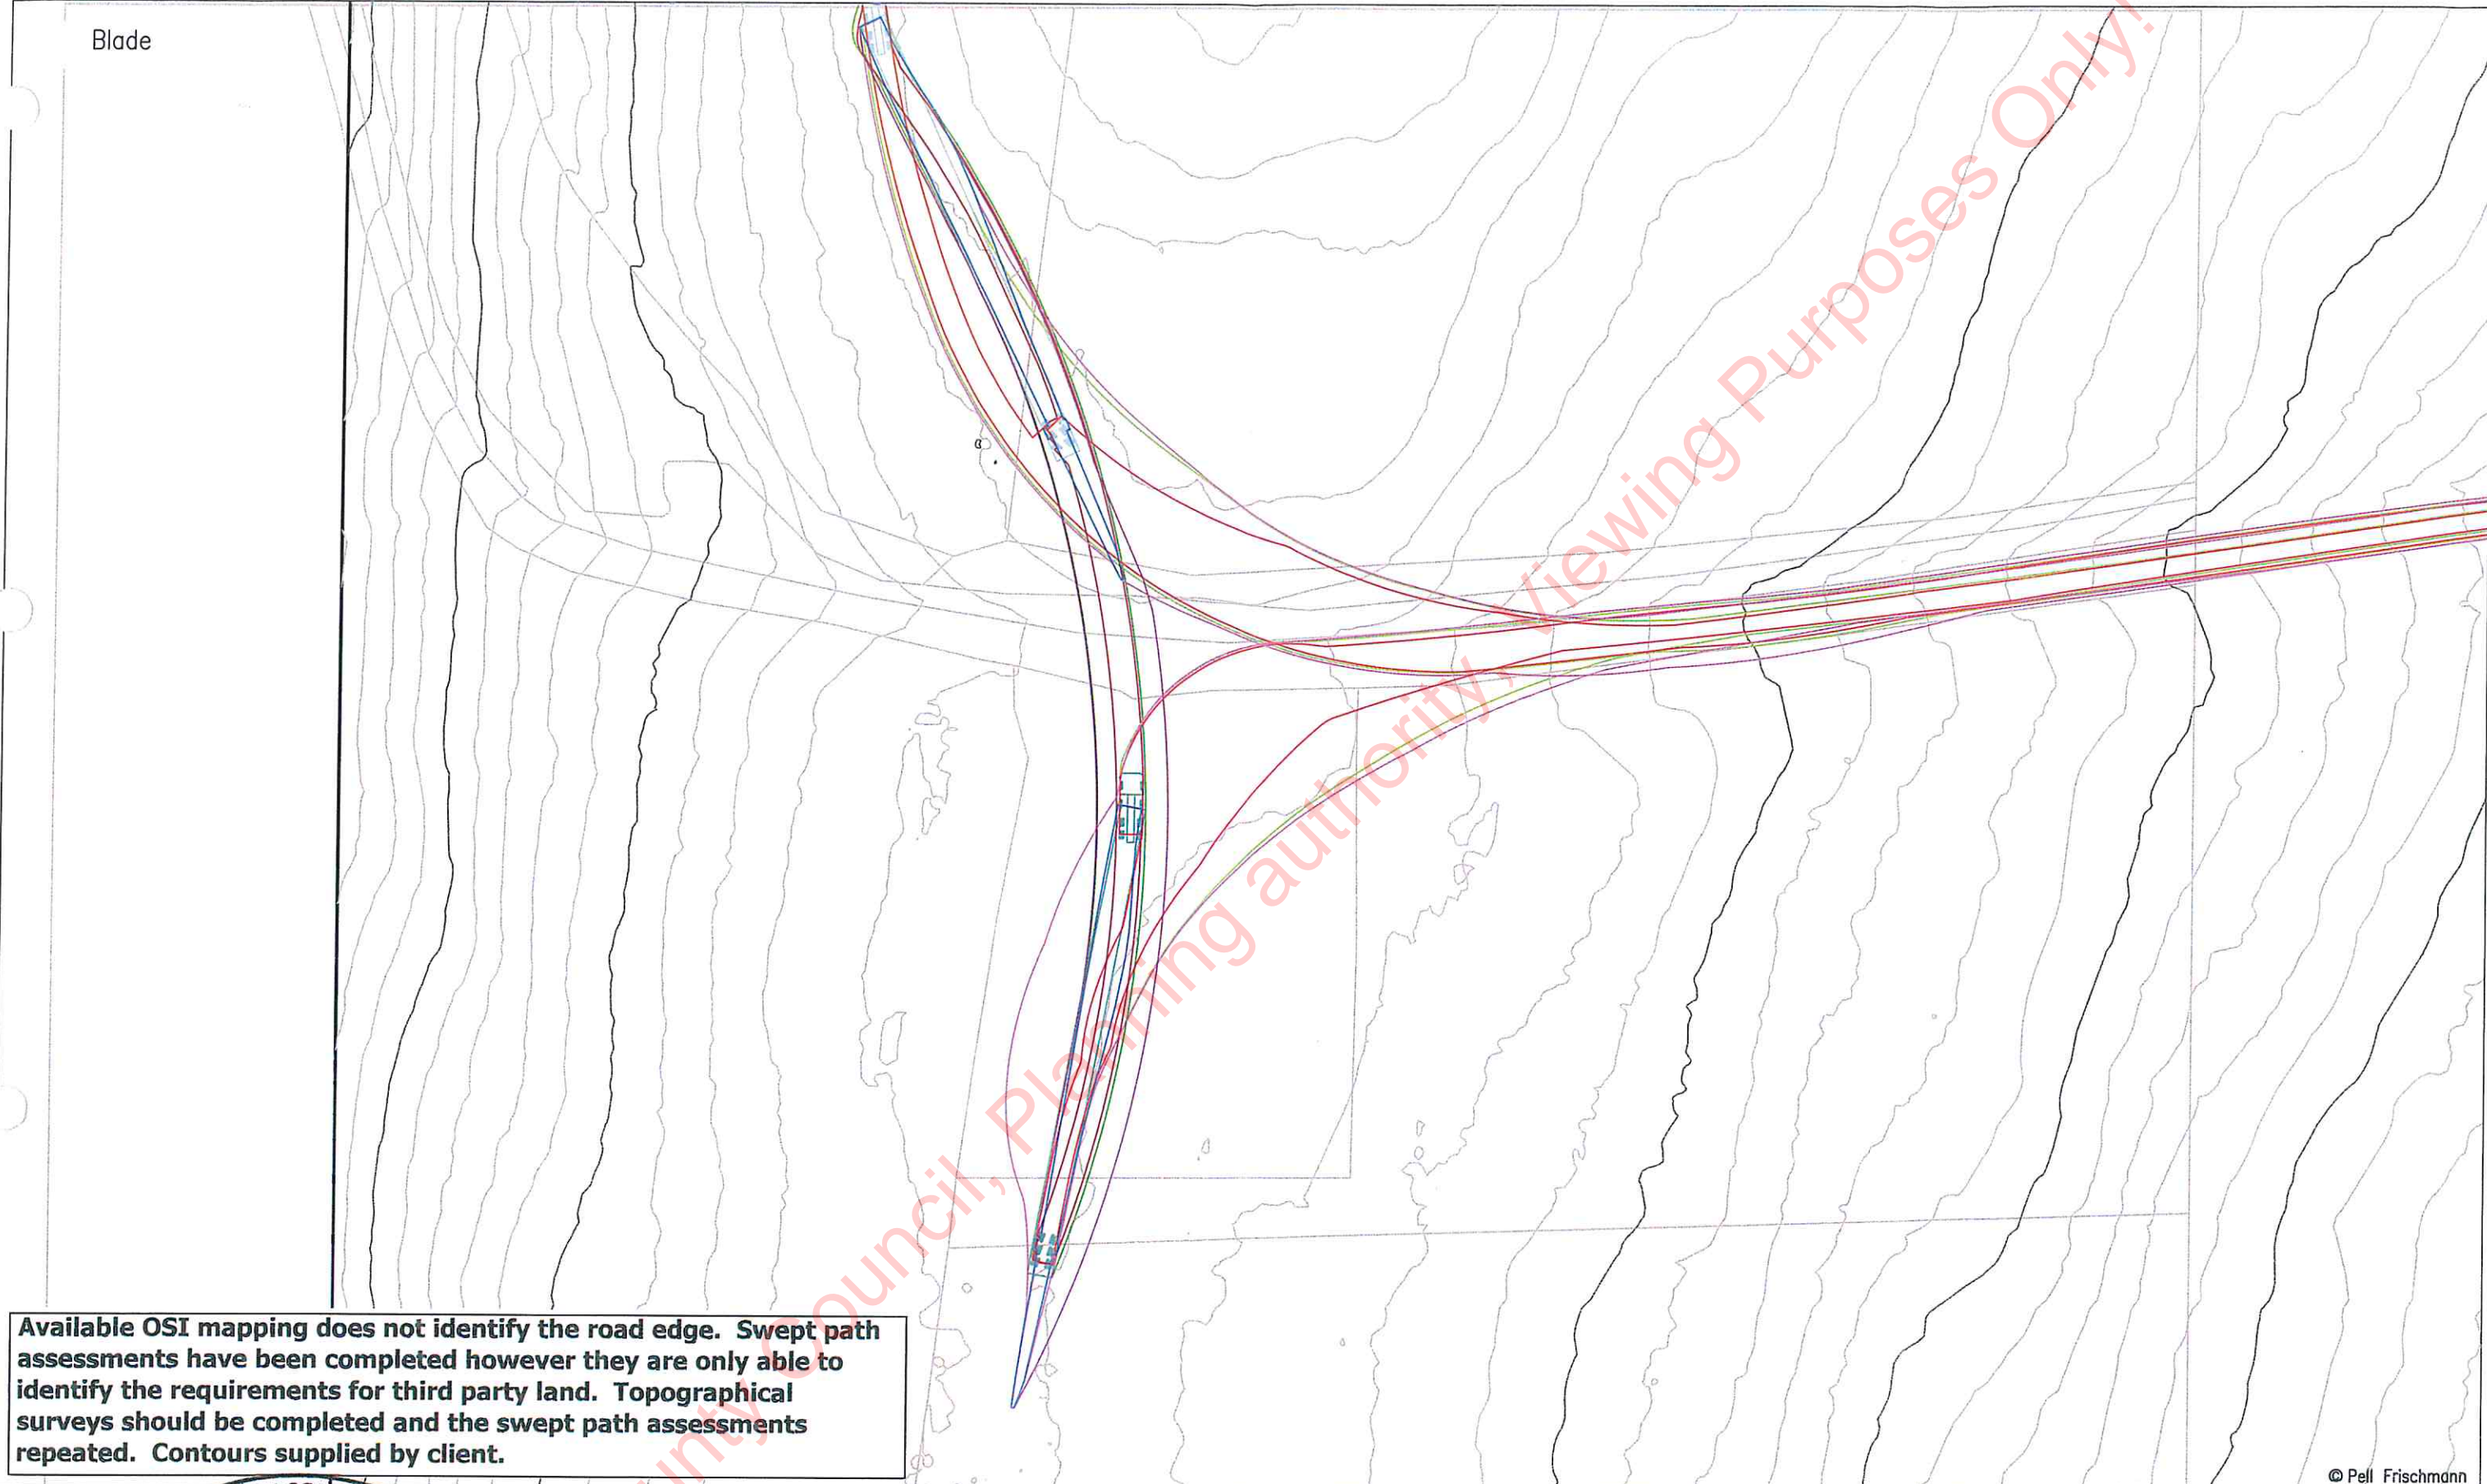 Blade
unty Council, Planning authority, Viewing Purposes Only!
Available OSI mapping does not identify the road edge. Swept path
assessments have been completed however they are only able to
identify the requirements for third party land. Topographical
surveys should be completed and the swept path assessments
repeated. Contours supplied by client.
© Pell Frischmann